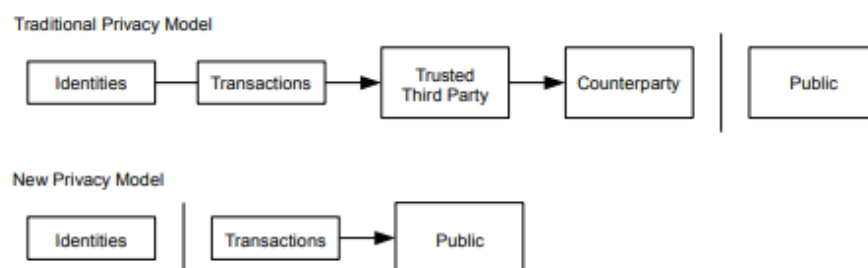 Traditional Privacy Model
Identities
Transactions
Trusted
Third Party
Counterparty
Public
New Privacy Model
Identities
Transactions
Public